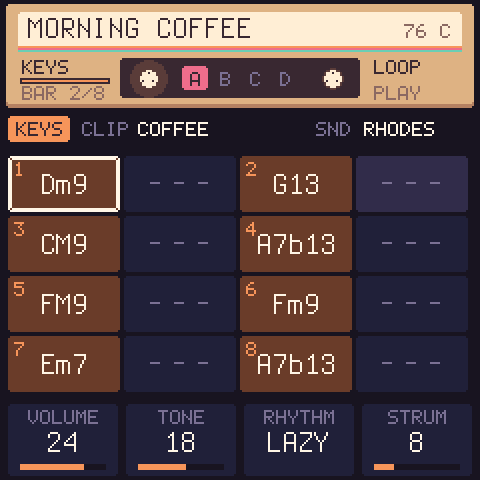 MORNING COFFEE 76 C
KEYS A B C D LOOP
BAR 2/8 PLAY
KEYS CLIP COFFEE SND RHODES
1 Dm9 --- 2 G13 ---
3 CM9 --- 4 A7b13 ---
5 FM9 --- 6 Fm9 ---
7 Em7 --- 8 A7b13 ---
VOLUME TONE RHYTHM STRUM
24 18 LAZY 8